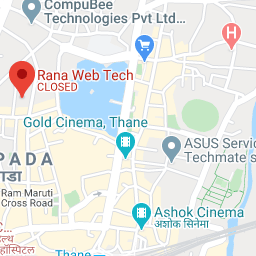 CompuBee
Technologies Pvt Ltd
H
Rana Web Tech
CLOSED
Gold Cinema, Thane
ASUS Servic
Techmate s
PADA
Ram Maruti
Cross Road
Ashok Cinema
अशोक सिनेमा
Thane
हॉस्पिटल